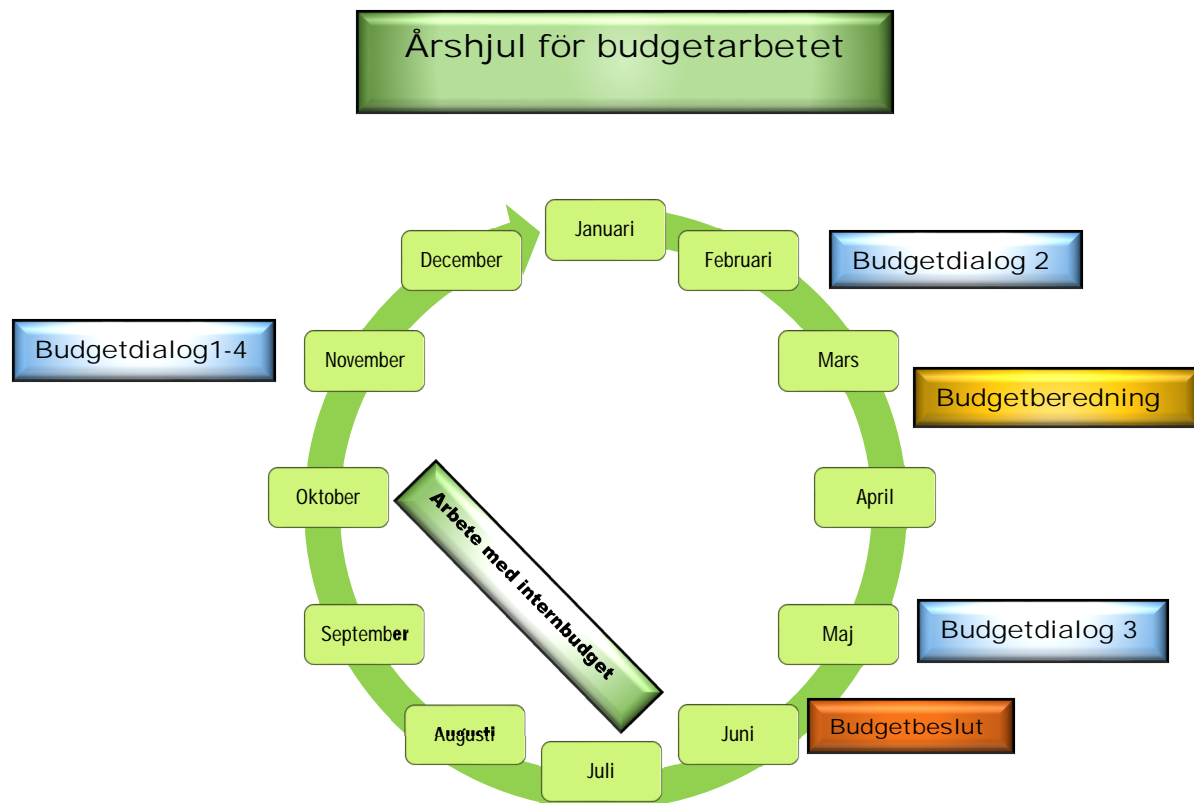 Årshjul för budgetarbetet
Januari
Februari
Budgetdialog 2
Mars
Budgetberedning
April
Maj
Budgetdialog 3
Juni
Budgetbeslut
Juli
Augusti
September
Oktober
Arbete med internbudget
November
Budgetdialog1-4
December